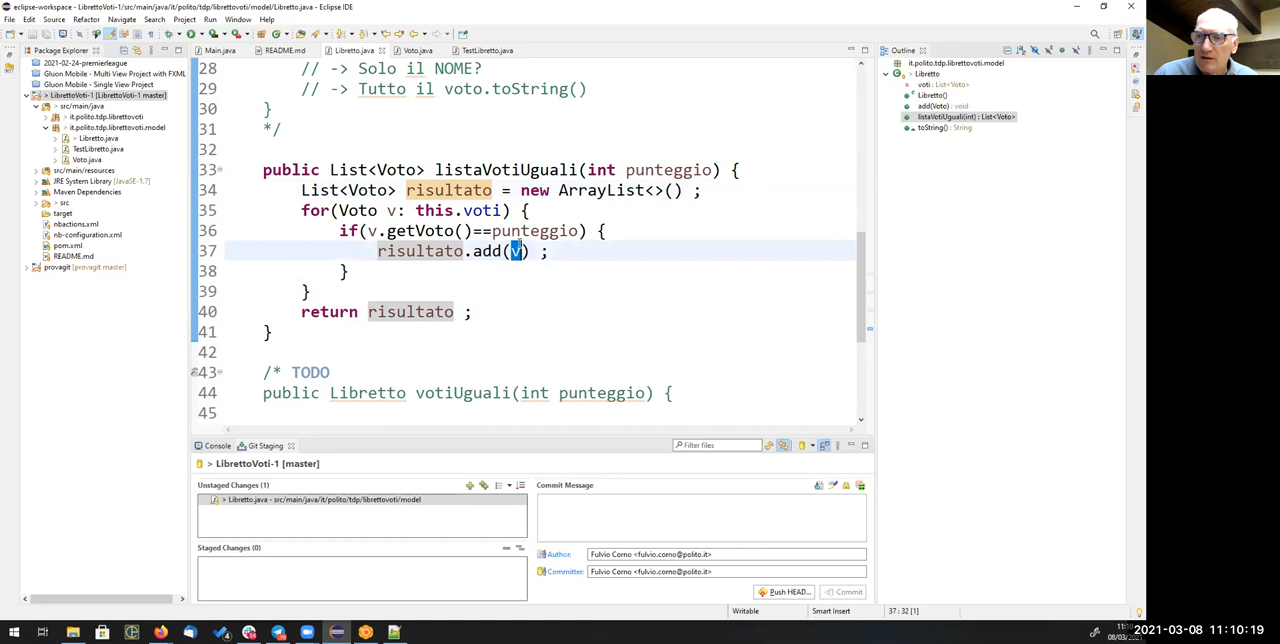 eclipse-workspace - LibrettoVoti-1/src/main/java/it/polito/tdp/librettovoti/model/Libretto.java - Eclipse IDE
File Edit Source Refactor Navigate Search Project Run Window Help
Package Explorer
Main.java README.md Libretto.java Voto.java TestLibretto.java
Outline
2021-02-24-premierleague
Gluon Mobile - Multi View Project with FXML
Gluon Mobile - Single View Project
> LibrettoVoti-1 [LibrettoVoti-1 master]
> src/main/java
> it.polito.tdp.librettovoti
> it.polito.tdp.librettovoti.model
> Libretto.java
TestLibretto.java
Voto.java
src/main/resources
JRE System Library [JavaSE-1.7]
Maven Dependencies
> src
target
nbactions.xml
nb-configuration.xml
pom.xml
README.md
> provagit [provagit master]
28 // -> Solo il NOME?
29 // -> Tutto il voto.toString()
30 }
31 */
32
33 public List<Voto> listaVotiUguali(int punteggio) {
34 List<Voto> risultato = new ArrayList<>() ;
35 for(Voto v: this.voti) {
36 if(v.getVoto()==punteggio) {
37 risultato.add(v) ;
38 }
39 }
40 return risultato ;
41 }
42
43 /* TODO
44 public Libretto votiUguali(int punteggio) {
45
it.polito.tdp.librettovoti.model
Libretto
voti : List<Voto>
Libretto()
add(Voto) : void
listaVotiUguali(int) : List<Voto>
toString() : String
Console Git Staging
Filter files
> LibrettoVoti-1 [master]
Unstaged Changes (1)
> Libretto.java - src/main/java/it/polito/tdp/librettovoti/model
Staged Changes (0)
Commit Message
Author: Fulvio Corno <fulvio.corno@polito.it>
Committer: Fulvio Corno <fulvio.corno@polito.it>
Push HEAD... Commit
Writable Smart Insert 37 : 32 [1]
08/03/2021
2021-03-08 11:10:19